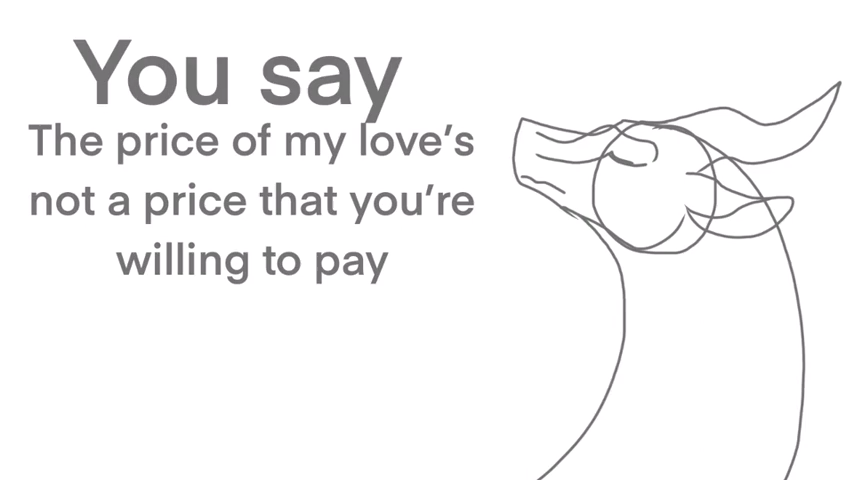 You say
The price of my love’s
not a price that you’re
willing to pay